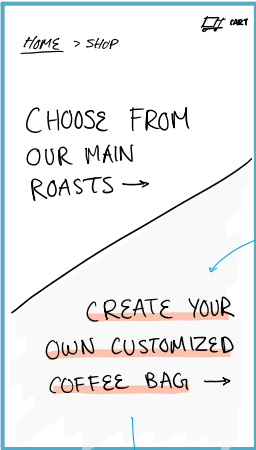 CART
HOME > SHOP
CHOOSE FROM
OUR MAIN
ROASTS →
CREATE YOUR
OWN CUSTOMIZED
COFFEE BAG →